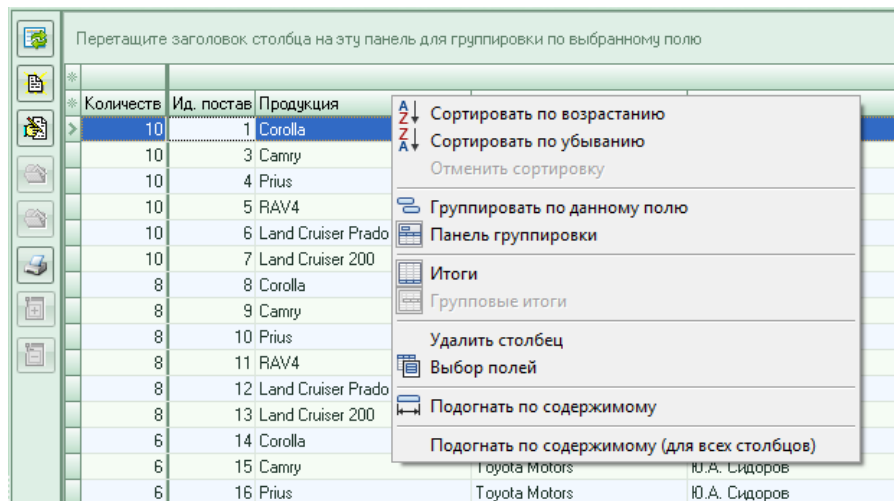 Перетащите заголовок столбца на эту панель для группировки по выбранному полю
Количеств Ид. постав Продукция
10 1 Corolla
10 3 Camry
10 4 Prius
10 5 RAV4
10 6 Land Cruiser Prado
10 7 Land Cruiser 200
8 8 Corolla
8 9 Camry
8 10 Prius
8 11 RAV4
8 12 Land Cruiser Prado
8 13 Land Cruiser 200
6 14 Corolla
6 15 Camry Toyota Motors Ю.А. Сидоров
6 16 Prius Toyota Motors Ю.А. Сидоров
Сортировать по возрастанию
Сортировать по убыванию
Отменить сортировку
Группировать по данному полю
Панель группировки
Итоги
Групповые итоги
Удалить столбец
Выбор полей
Подогнать по содержимому
Подогнать по содержимому (для всех столбцов)